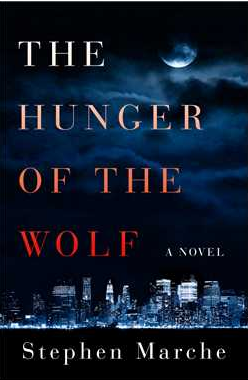 THE
HUNGER
OF THE
WOLF
A NOVEL
Stephen Marche